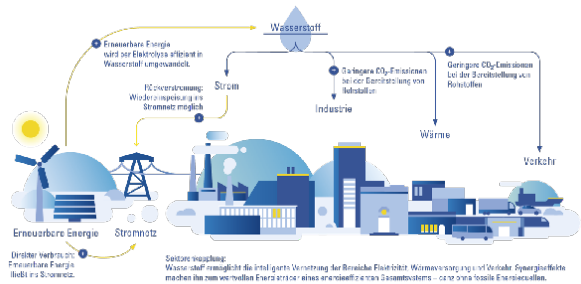 Wasserstoff
Erneuerbare Energie
wird per Elektrolyse effizient in
Wasserstoff umgewandelt.
Rückverstromung:
Wiedereinspeisung ins
Stromnetz möglich
Strom
Geringere CO₂-Emissionen
bei der Bereitstellung von
Rohstoffen
Industrie
Geringere CO₂-Emissionen
bei der Bereitstellung von
Rohstoffen
Wärme
Verkehr
Erneuerbare Energie
Stromnetz
Direkter Verbrauch:
Erneuerbare Energie
fließt ins Stromnetz.
Sektorenkopplung:
Wasserstoff ermöglicht die intelligente Vernetzung der Bereiche Elektrizität, Wärmeversorgung und Verkehr. Synergieeffekte
machen ihn zum wertvollen Energieträger eines energieeffizienten Gesamtsystems – ganz ohne fossile Energiequellen.